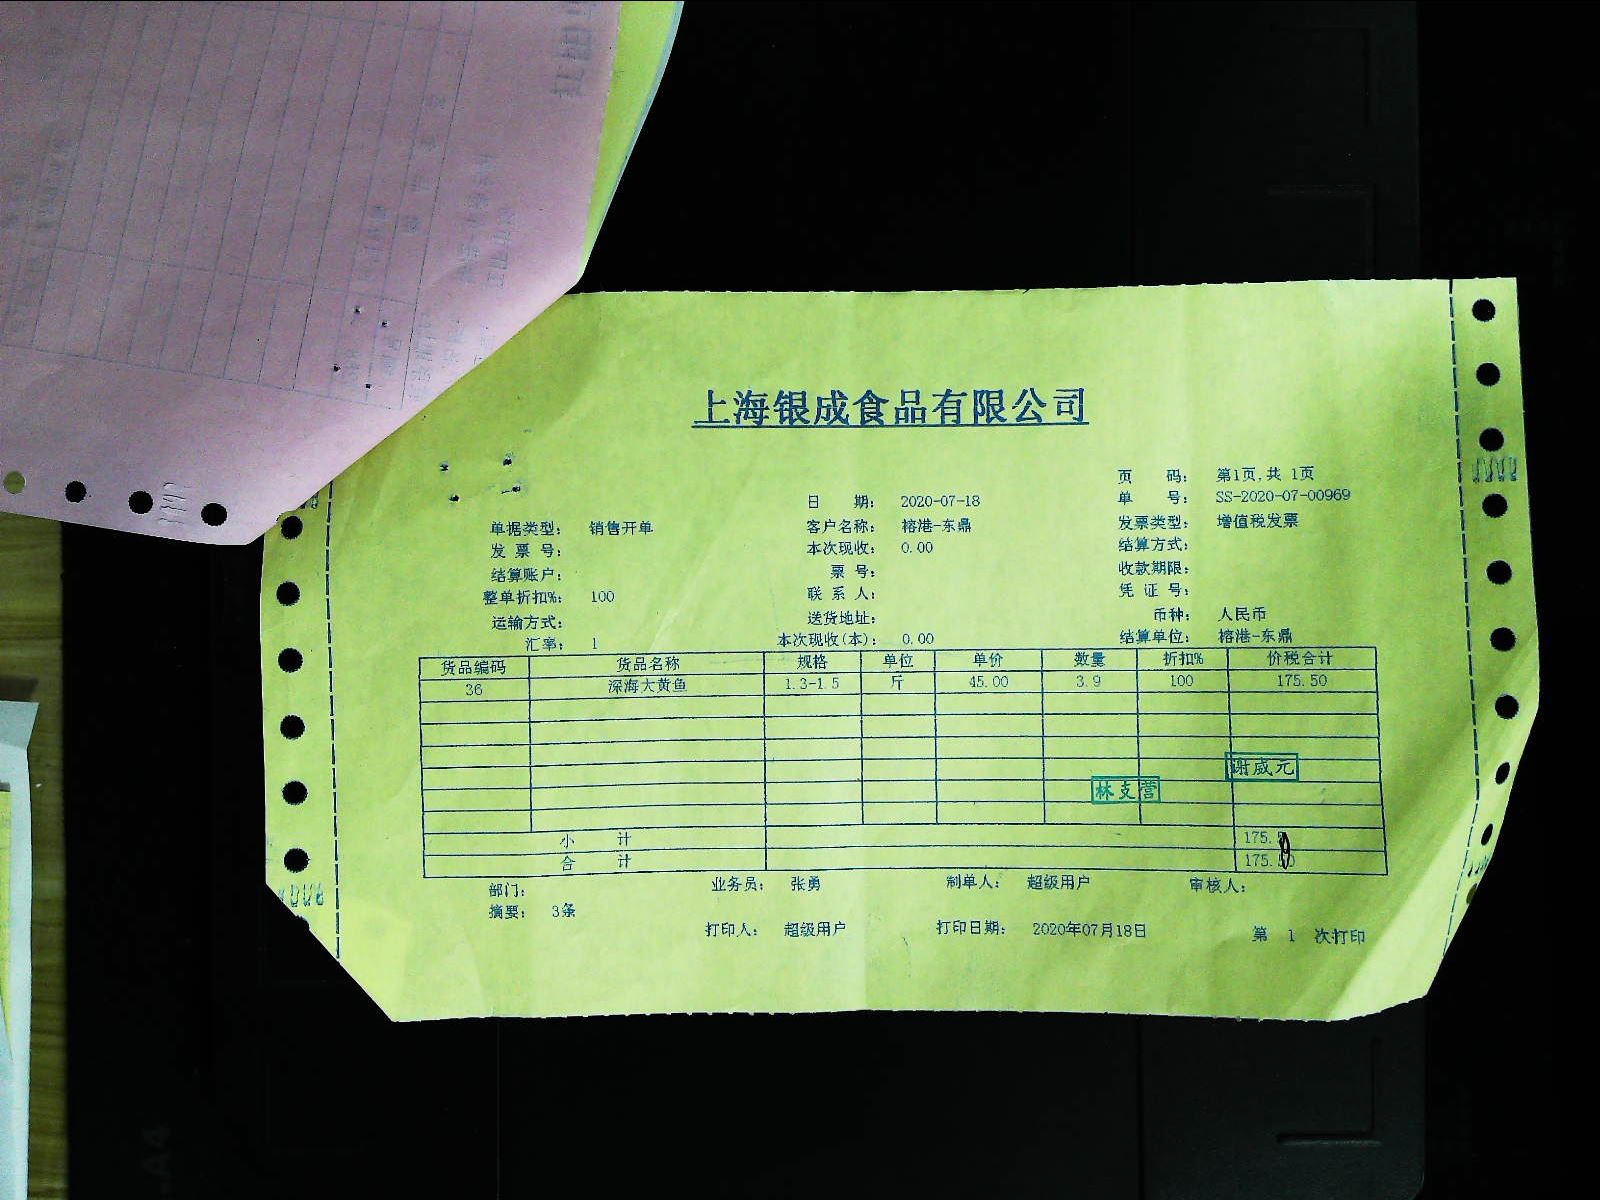 上海银成食品有限公司
页 码: 第1页,共 1页
日 期: 2020-07-18 单 号: SS-2020-07-00969
单据类型: 销售开单 客户名称: 榕港-东鼎 发票类型: 增值税发票
发 票 号: 本次现收: 0.00 结算方式:
结算账户: 票 号: 收款期限:
整单折扣%: 100 联 系 人: 凭 证 号:
运输方式: 送货地址: 币种: 人民币
汇率: 1 本次现收(本): 0.00 结算单位: 榕港-东鼎
货品编码 货品名称 规格 单位 单价 数量 折扣% 价税合计
36 深海大黄鱼 1.3-1.5 斤 45.00 3.9 100 175.50
谢威元
林支营
小 计 175.
合 计 175.50
部门: 业务员: 张勇 制单人: 超级用户 审核人:
摘要: 3条
打印人: 超级用户 打印日期: 2020年07月18日 第 1 次打印